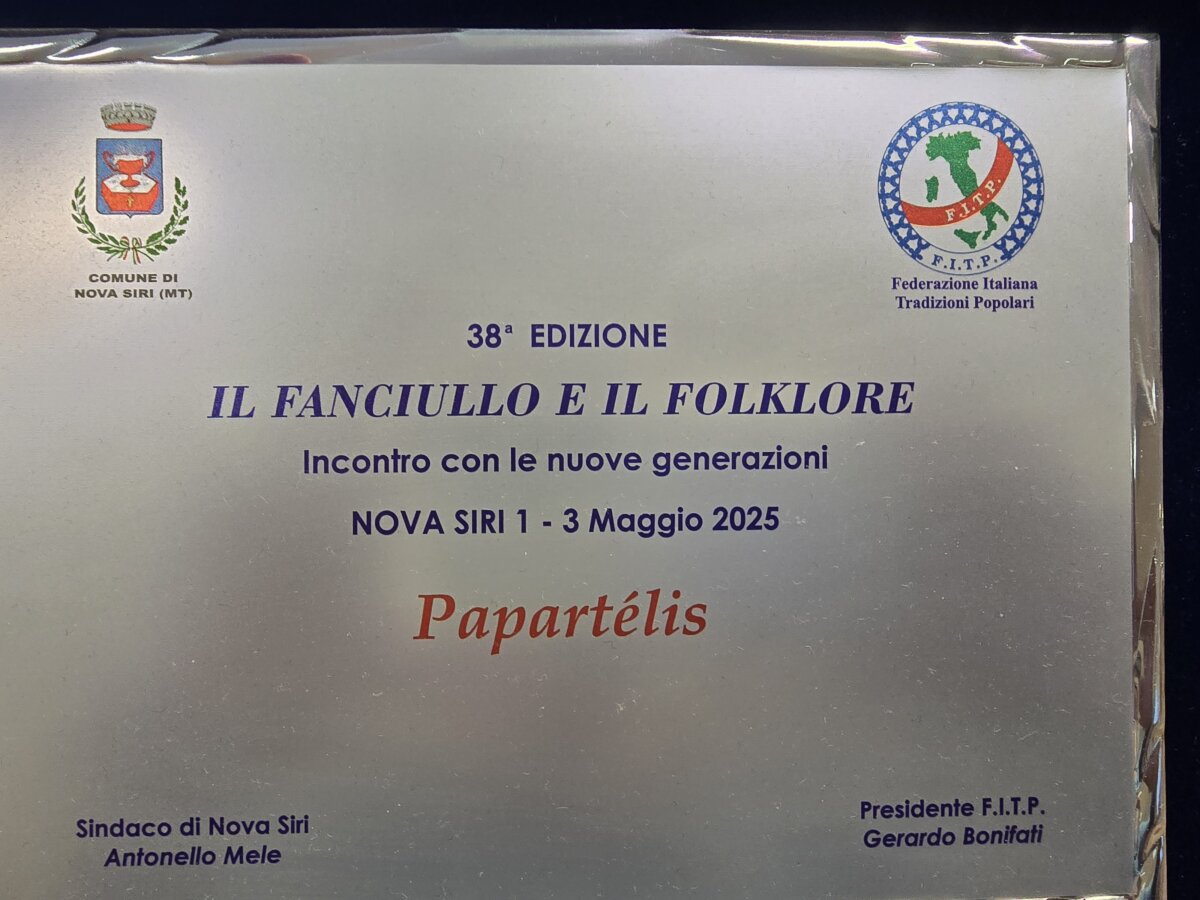 COMUNE DI
NOVA SIRI (MT)
F.I.T.P.
F.I.T.P.
Federazione Italiana
Tradizioni Popolari
38ª EDIZIONE
IL FANCIULLO E IL FOLKLORE
Incontro con le nuove generazioni
NOVA SIRI 1 - 3 Maggio 2025
Papartélis
Sindaco di Nova Siri
Antonello Mele
Presidente F.I.T.P.
Gerardo Bonifati